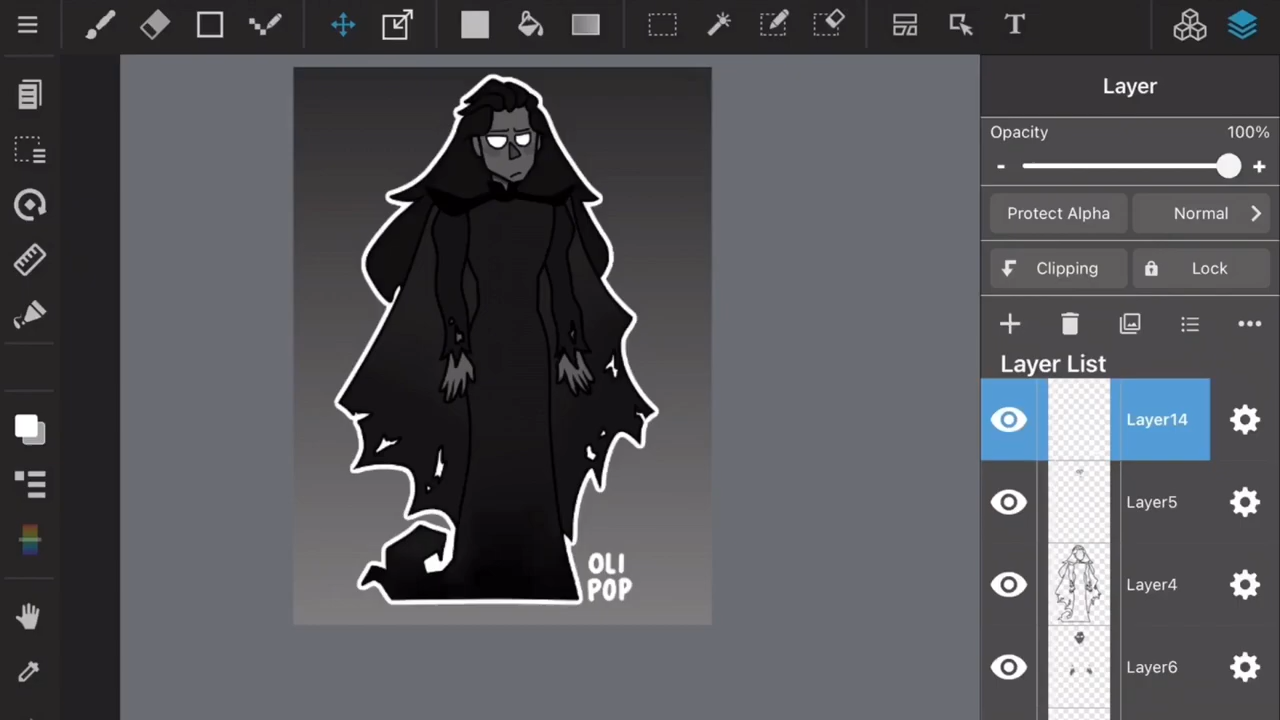 Layer
Opacity 100%
- +
Protect Alpha Normal
Clipping Lock
Layer List
Layer14
Layer5
Layer4
Layer6
T
OLI
POP